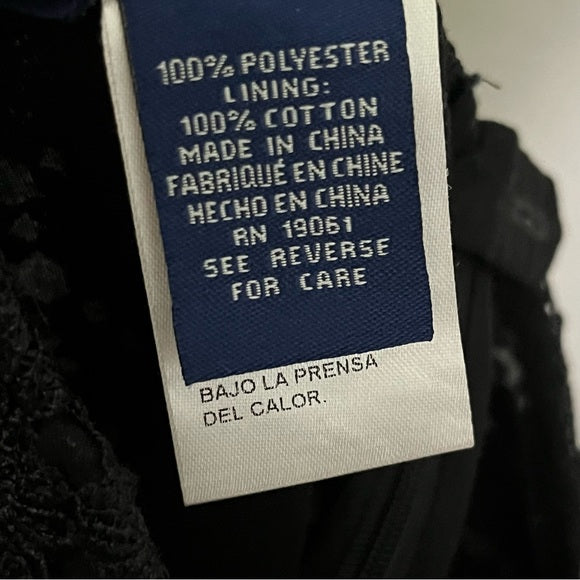 100% POLYESTER
LINING:
100% COTTON
MADE IN CHINA
FABRIQUÉ EN CHINE
HECHO EN CHINA
RN 19061
SEE REVERSE
FOR CARE
BAJO LA PRENSA
DEL CALOR.